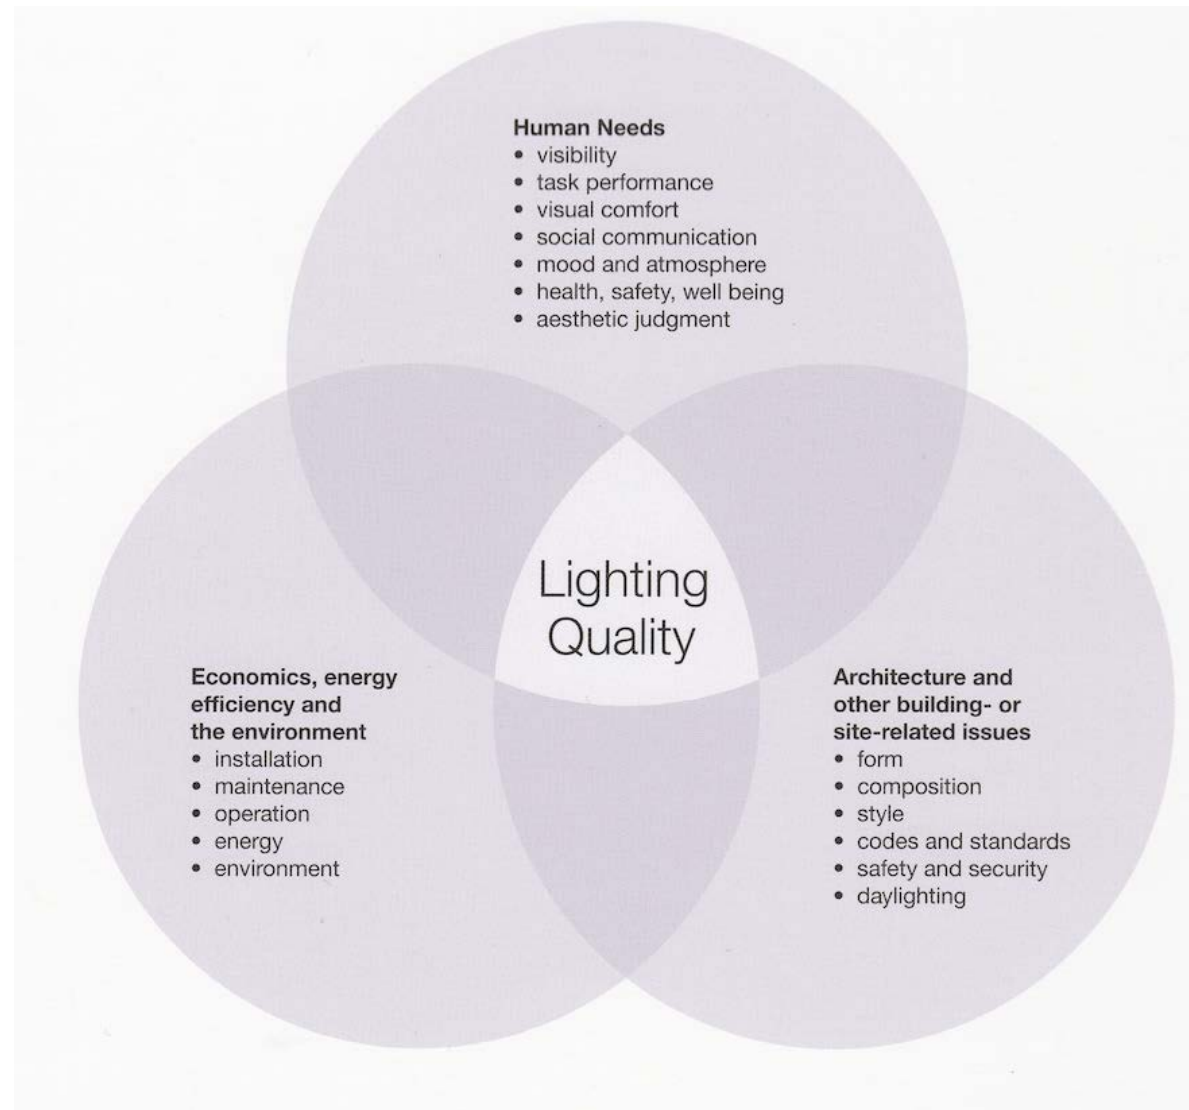 Human Needs
• visibility
• task performance
• visual comfort
• social communication
• mood and atmosphere
• health, safety, well being
• aesthetic judgment
Lighting
Quality
Economics, energy
efficiency and
the environment
• installation
• maintenance
• operation
• energy
• environment
Architecture and
other building- or
site-related issues
• form
• composition
• style
• codes and standards
• safety and security
• daylighting